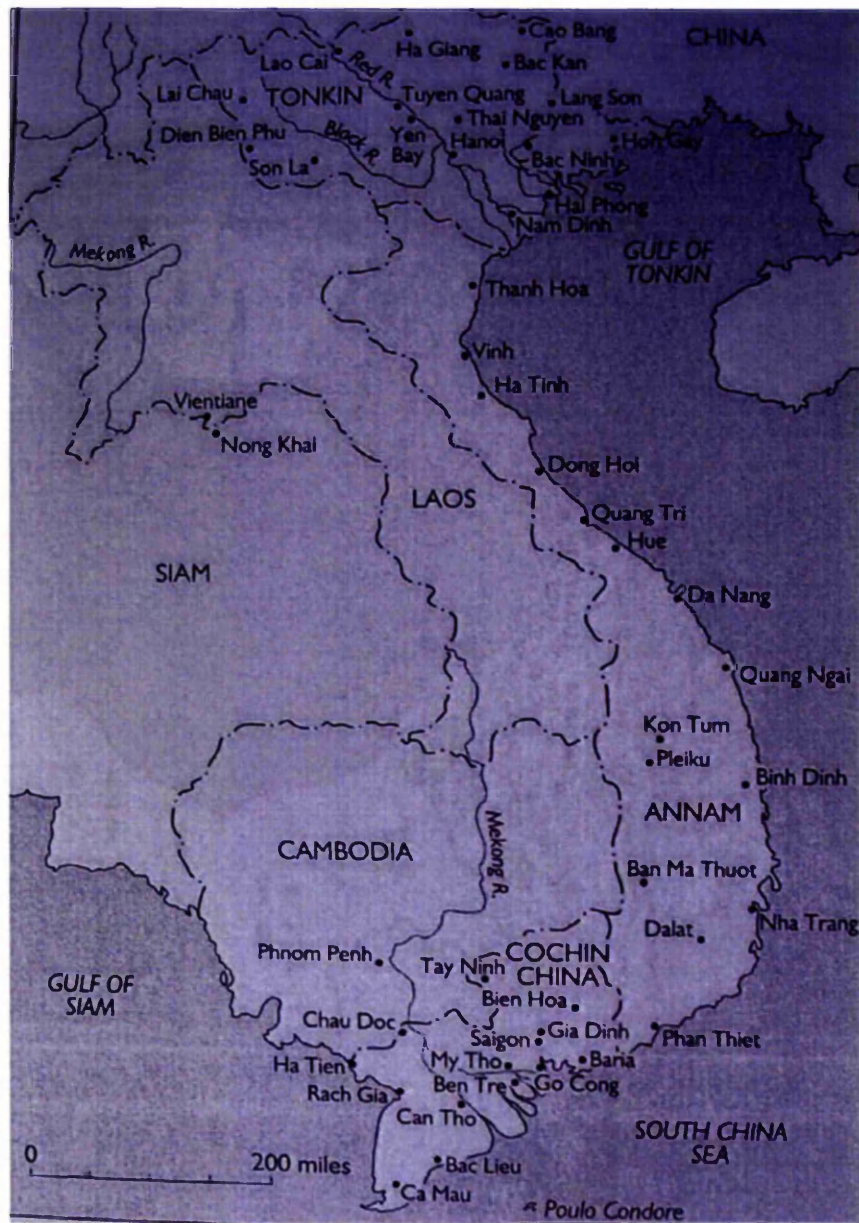 Cao Bang
Ha Giang
CHINA
Lao Cai
Red R.
Bac Kan
Lai Chau
TONKIN
Tuyen Quang
Lang Son
Thai Nguyen
Dien Bien Phu
Black R.
Yen
Bay
Hanoi
Hon Gay
Son La
Bac Ninh
Hai Phong
Nam Dinh
Mekong R.
GULF OF
TONKIN
Thanh Hoa
Vinh
Ha Tinh
Vientiane
Nong Khai
Dong Hoi
LAOS
Quang Tri
Hue
SIAM
Da Nang
Quang Ngai
Kon Tum
Pleiku
Binh Dinh
ANNAM
Mekong R.
CAMBODIA
Ban Ma Thuot
Nha Trang
Dalat
COCHIN
CHINA
Phnom Penh
Tay Ninh
GULF OF
SIAM
Bien Hoa
Chau Doc
Gia Dinh
Saigon
Phan Thiet
Ha Tien
My Tho
Baria
Rach Gia
Ben Tre
Go Cong
Can Tho
SOUTH CHINA
SEA
0
200 miles
Bac Lieu
Ca Mau
Poulo Condore